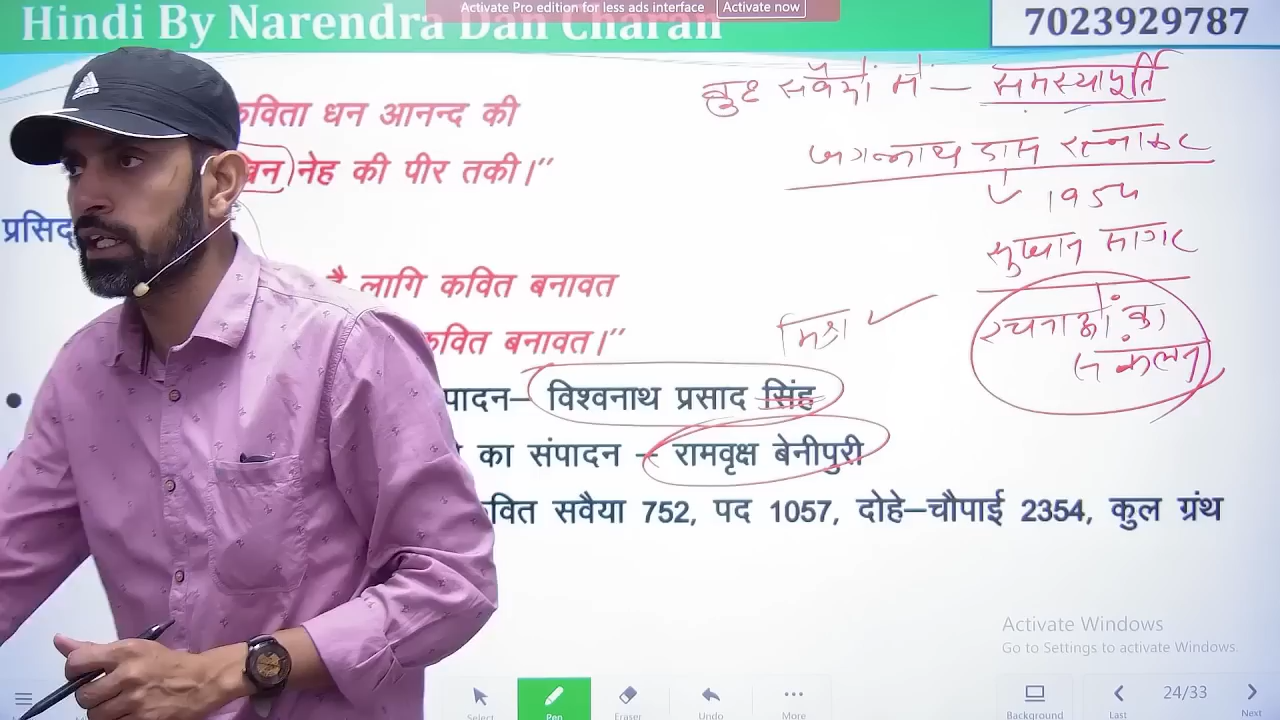 Activate Pro edition for less ads interface Activate now
Hindi By Narendra Dan Charan
7023929787
कविता धन आनन्द की
नेह की पीर तकी।”
प्रसिद्
लागि कवित बनावत
कवित बनावत।”
पादन– विश्वनाथ प्रसाद सिंह
का संपादन – रामवृक्ष बेनीपुरी
वित सवैया 752, पद 1057, दोहे–चौपाई 2354, कुल ग्रंथ
सवैयों में – समस्यापूर्ति
जगन्नाथ दास रत्नाकर
सुजान सागर
मिश्र ✓
रचनाओं का
संकलन
Activate Windows
Go to Settings to activate Windows.
Select
Pen
Eraser
Undo
More
Background
Last
24/33
Next